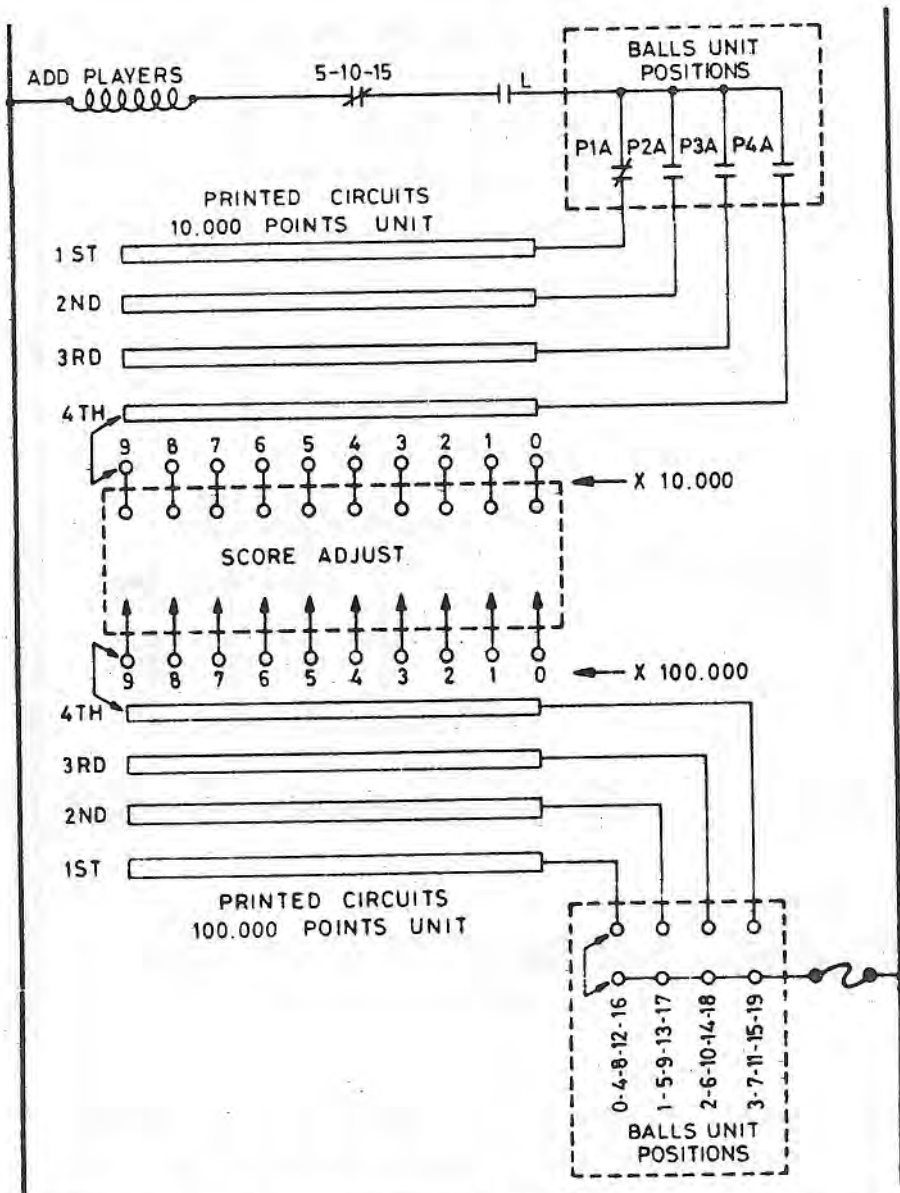 BALLS UNIT
POSITIONS
ADD PLAYERS
5-10-15
L
P1A P2A P3A P4A
PRINTED CIRCUITS
10.000 POINTS UNIT
1 ST
2ND
3RD
4TH
9 8 7 6 5 4 3 2 1 0
X 10.000
SCORE ADJUST
9 8 7 6 5 4 3 2 1 0
X 100.000
4TH
3RD
2ND
1ST
PRINTED CIRCUITS
100.000 POINTS UNIT
0-4-8-12-16
1-5-9-13-17
2-6-10-14-18
3-7-11-15-19
BALLS UNIT
POSITIONS